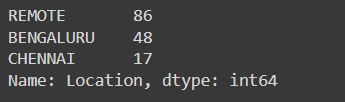 REMOTE 86
BENGALURU 48
CHENNAI 17
Name: Location, dtype: int64